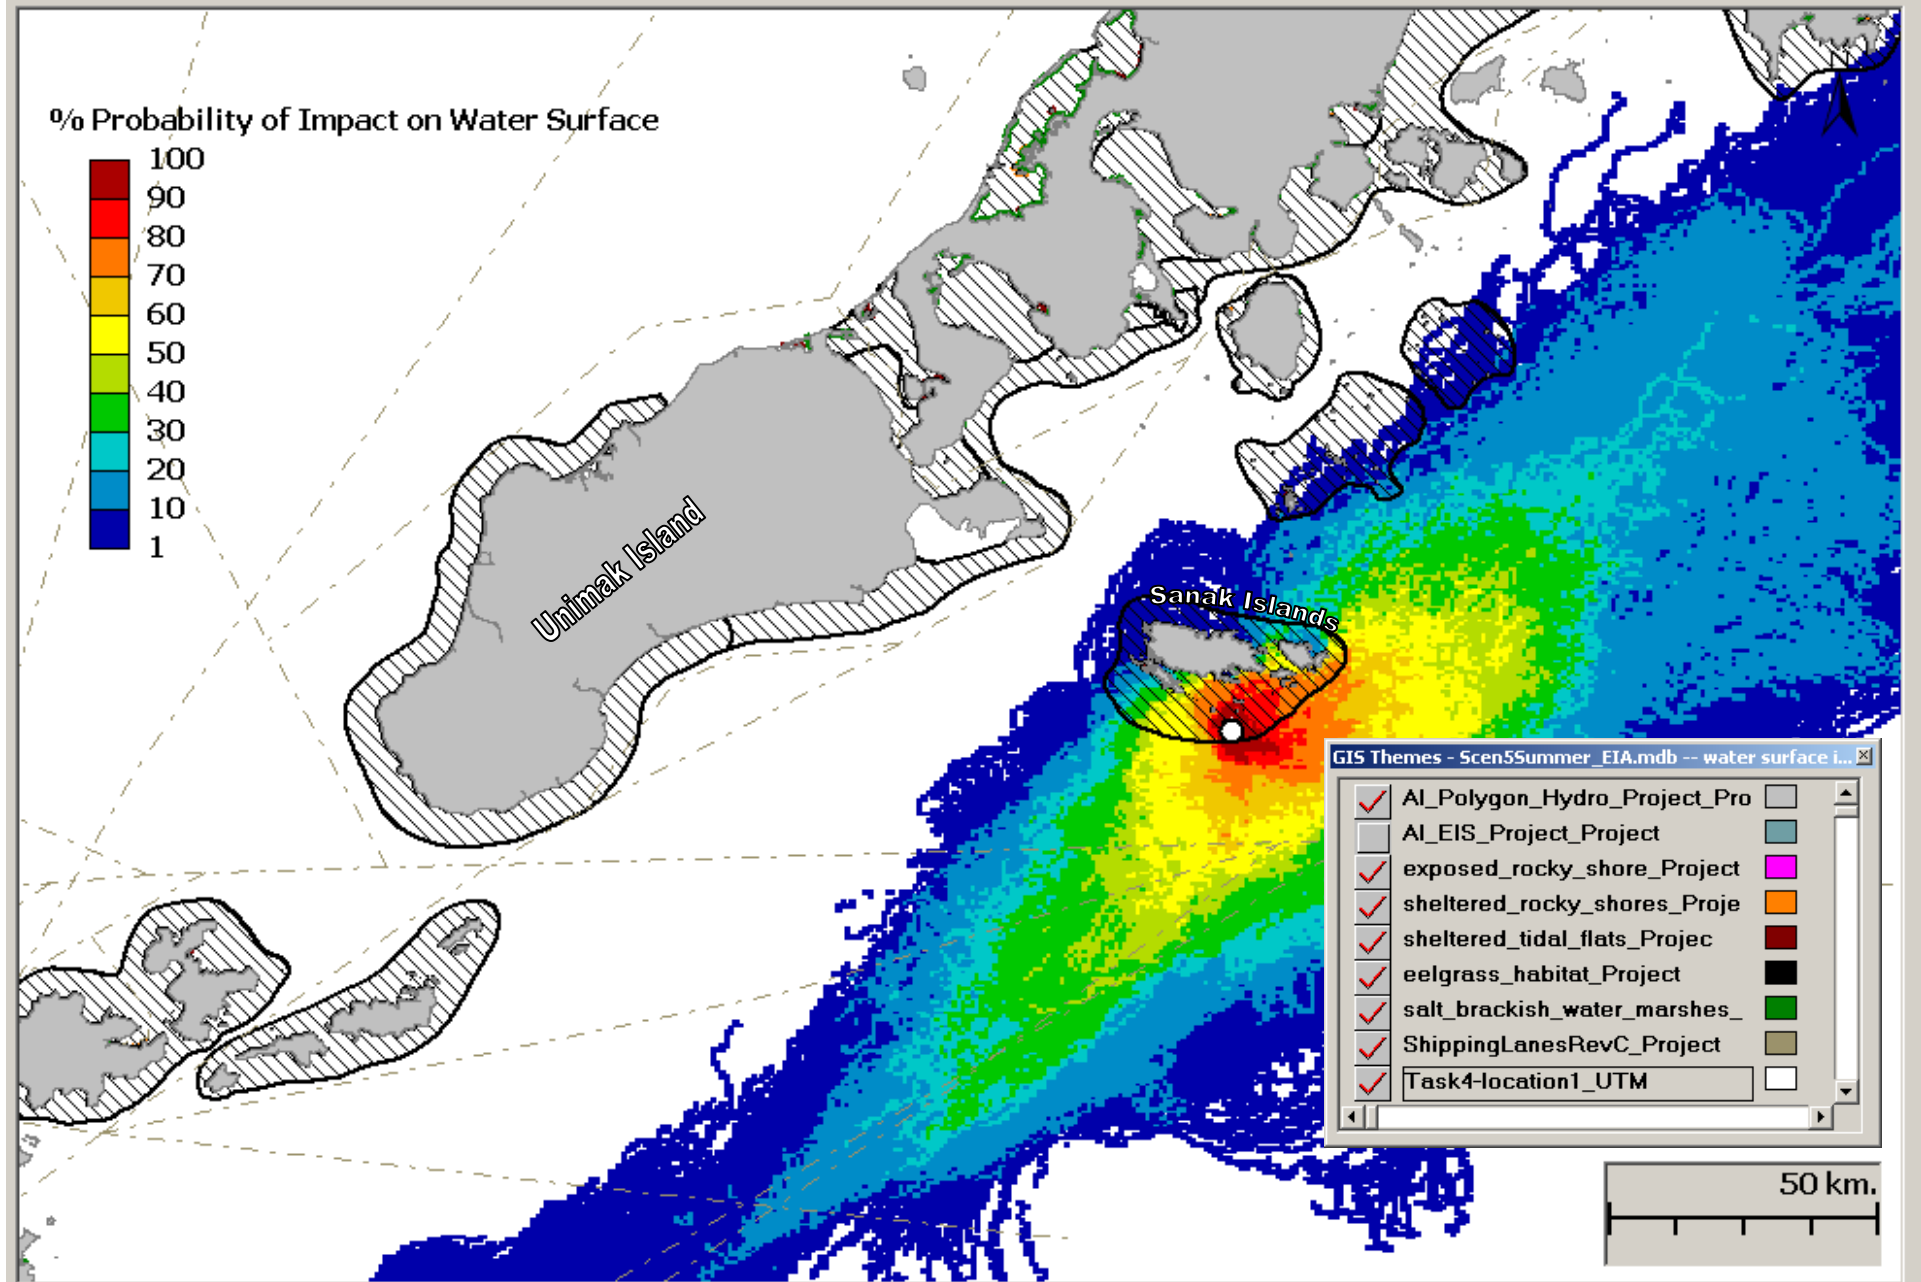 N
% Probability of Impact on Water Surface
100
90
80
70
60
50
40
30
20
10
1
Unimak Island
Sanak Islands
GIS Themes - Scen5Summer_EIA.mdb -- water surface i...
AI_Polygon_Hydro_Project_Pro
AI_EIS_Project_Project
exposed_rocky_shore_Project
sheltered_rocky_shores_Proje
sheltered_tidal_flats_Projec
eelgrass_habitat_Project
salt_brackish_water_marshes_
ShippingLanesRevC_Project
Task4-location1_UTM
50 km.